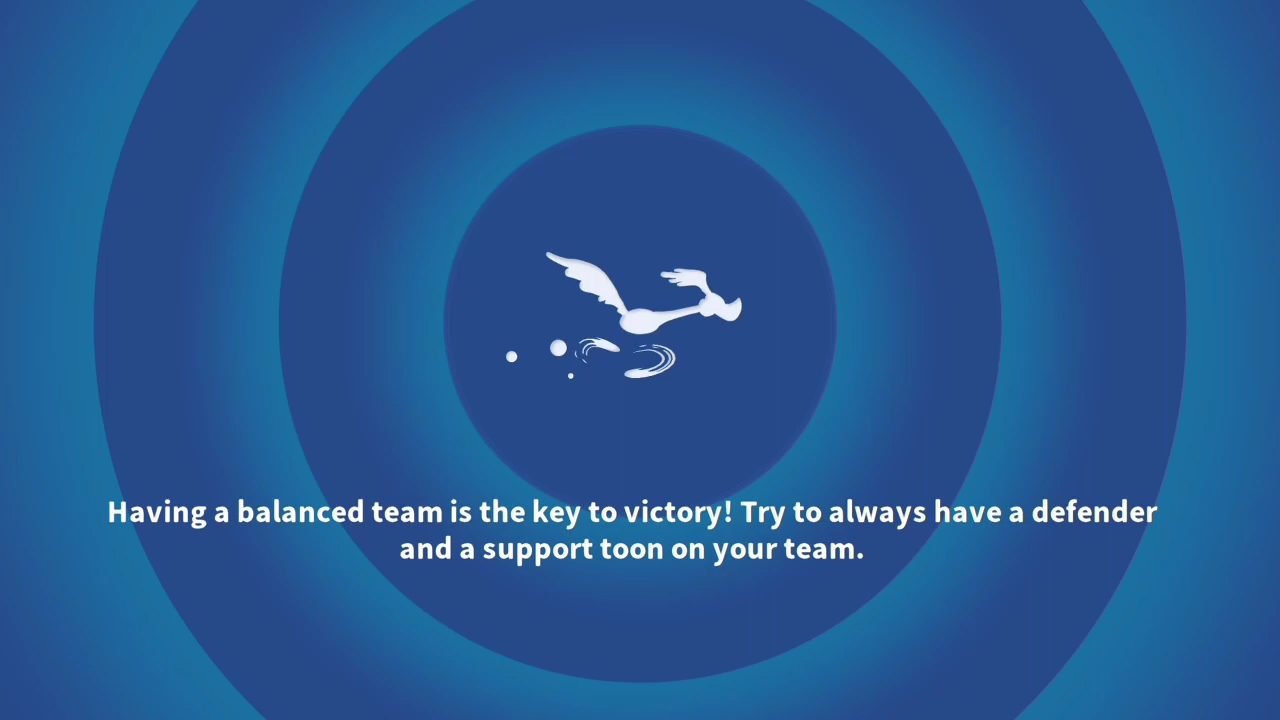 Having a balanced team is the key to victory! Try to always have a defender
and a support toon on your team.